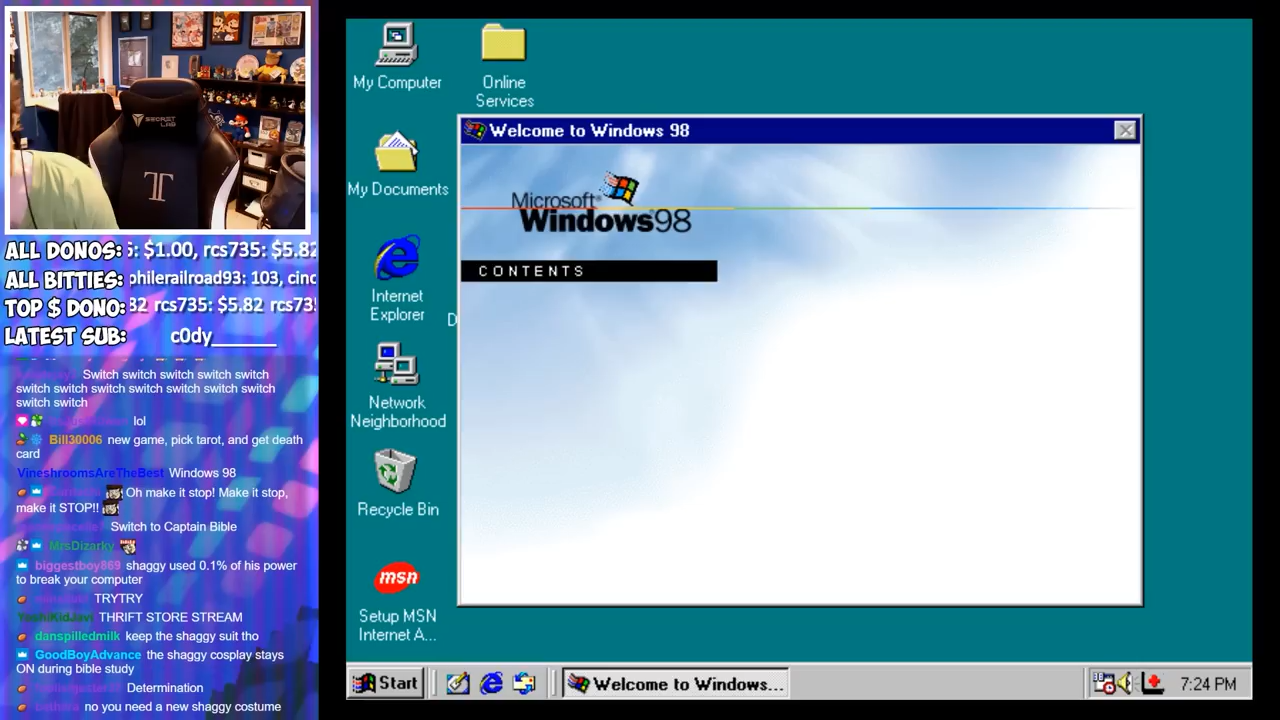 SECRET LAB
ALL DONOS: $1.00, rcs735: $5.82
ALL BITTIES: philerailroad93: 103, cinc
TOP $ DONO: 82 rcs735: $5.82 rcs73
LATEST SUB: c0dy______
Switch switch switch switch switch
switch switch switch switch switch switch
switch switch
lol
Bill30006 new game, pick tarot, and get death
card
VineshroomsAreTheBest Windows 98
Oh make it stop! Make it stop,
make it STOP!!
Switch to Captain Bible
MrsDizarky
biggestboy869 shaggy used 0.1% of his power
to break your computer
TRYTRY
YoshiKidJavi THRIFT STORE STREAM
danspilledmilk keep the shaggy suit tho
GoodBoyAdvance the shaggy cosplay stays
ON during bible study
Determination
no you need a new shaggy costume
My Computer
Online
Services
My Documents
Internet
Explorer
D
Network
Neighborhood
Recycle Bin
msn
Setup MSN
Internet A...
Welcome to Windows 98
Microsoft
Windows98
CONTENTS
Start
Welcome to Windows...
7:24 PM